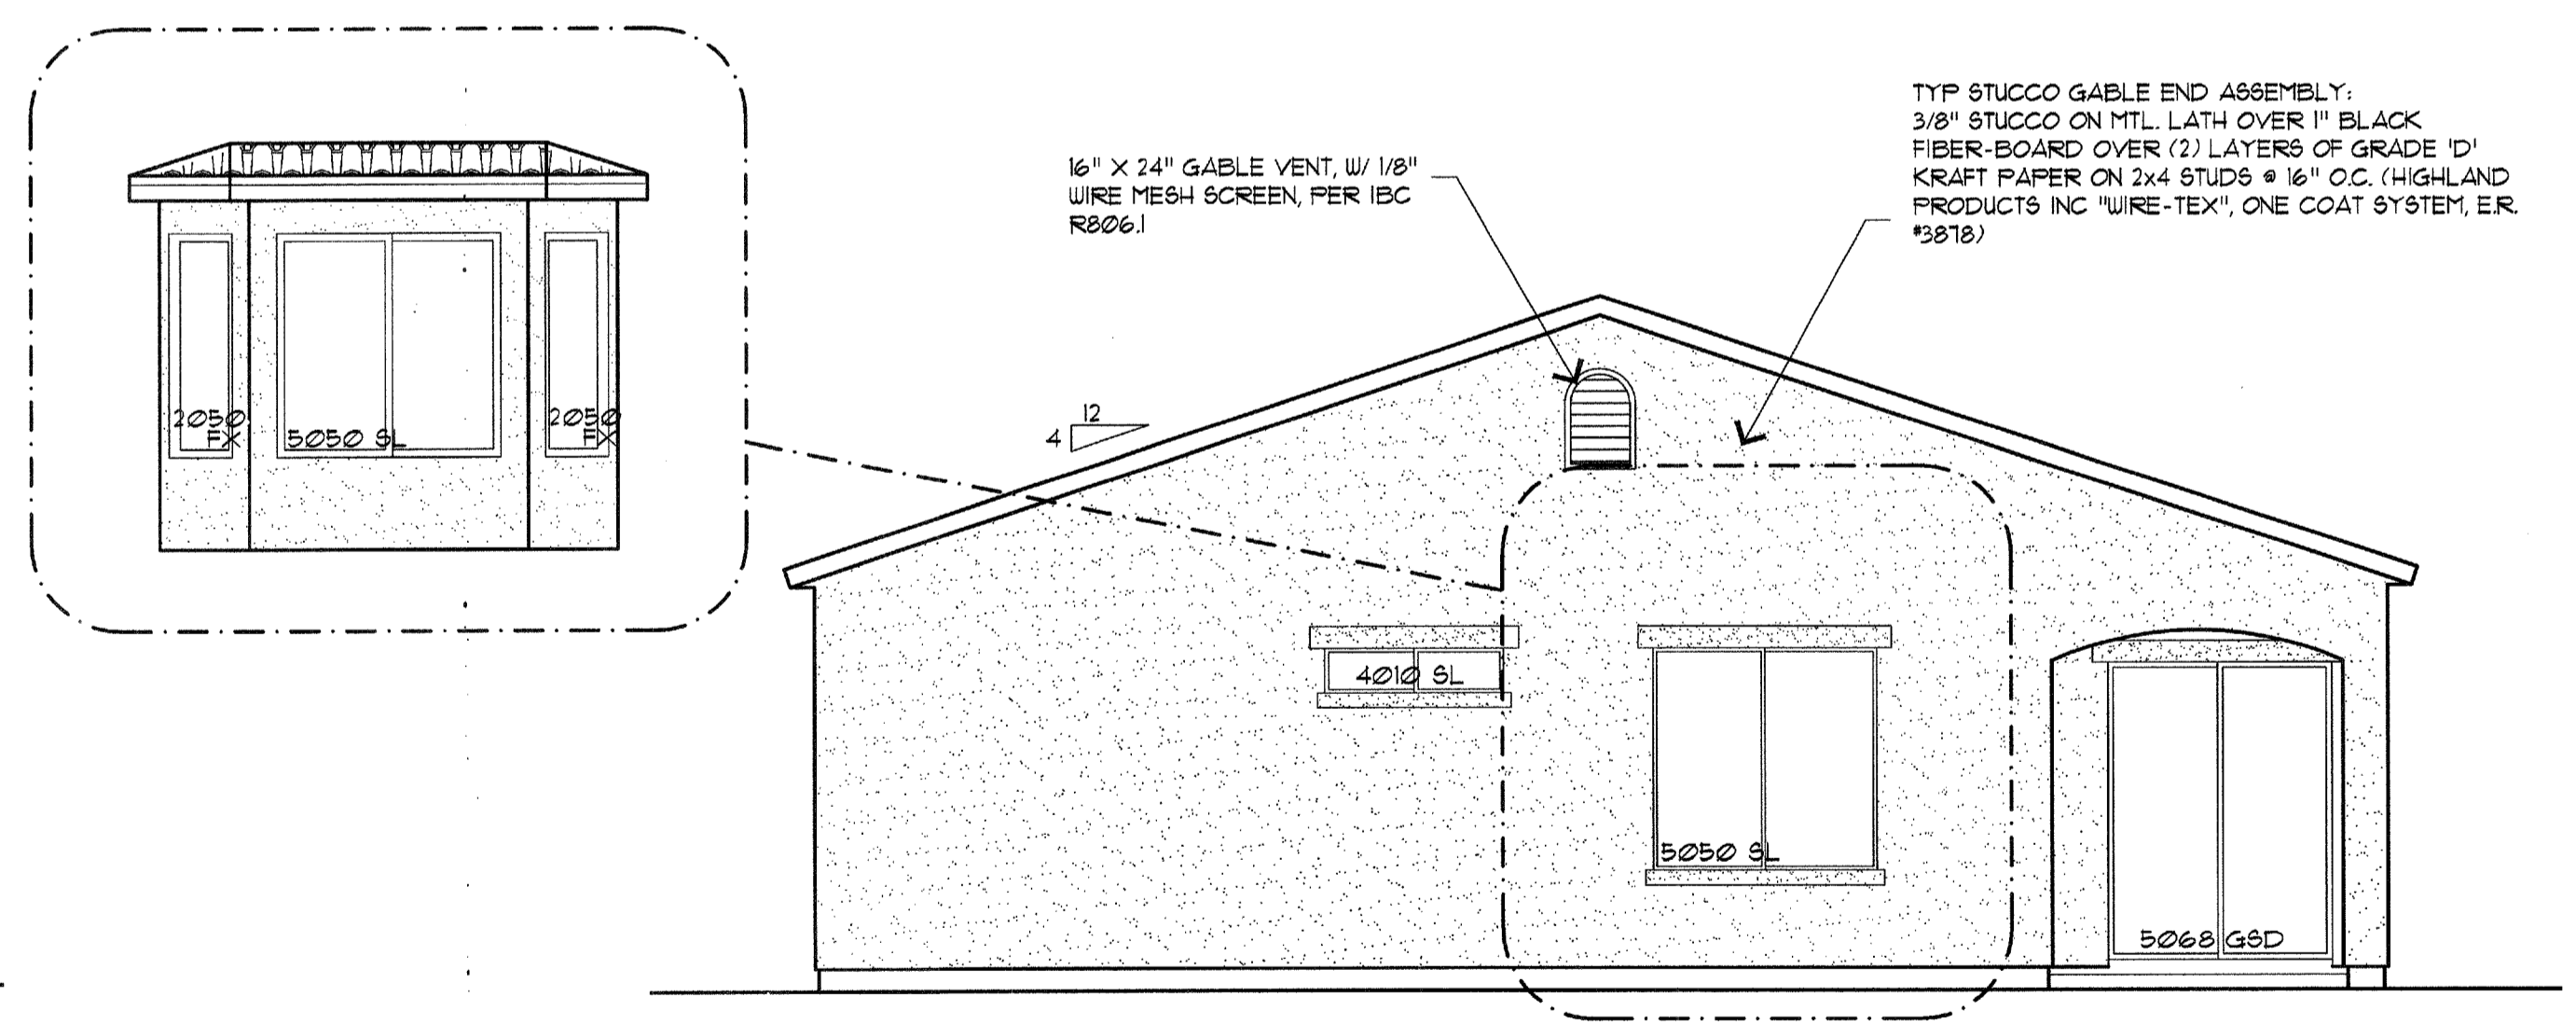 TYP STUCCO GABLE END ASSEMBLY:
3/8" STUCCO ON MTL. LATH OVER 1" BLACK
FIBER-BOARD OVER (2) LAYERS OF GRADE 'D'
KRAFT PAPER ON 2x4 STUDS @ 16" O.C. (HIGHLAND
PRODUCTS INC "WIRE-TEX", ONE COAT SYSTEM, E.R.
#3878)
16" X 24" GABLE VENT, W/ 1/8"
WIRE MESH SCREEN, PER IBC
R806.1
12
4
2050
FX
5050 SL
2050
FX
4010 SL
5050 SL
5068 GSD